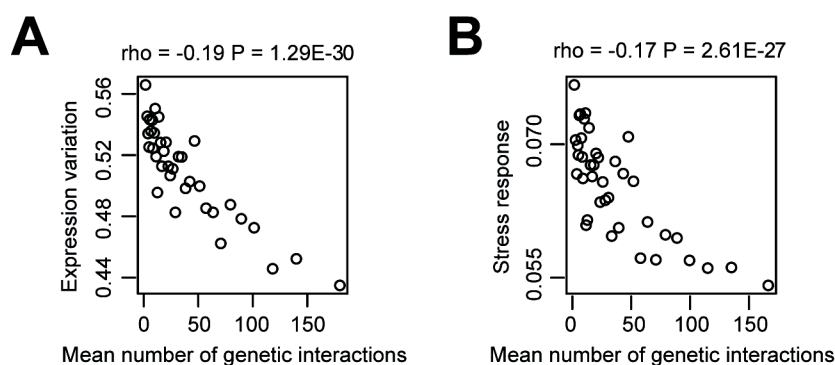 A
rho = -0.19 P = 1.29E-30
Expression variation
0.56
0.52
0.48
0.44
0 50 100 150
Mean number of genetic interactions
B
rho = -0.17 P = 2.61E-27
Stress response
0.070
0.055
0 50 100 150
Mean number of genetic interactions